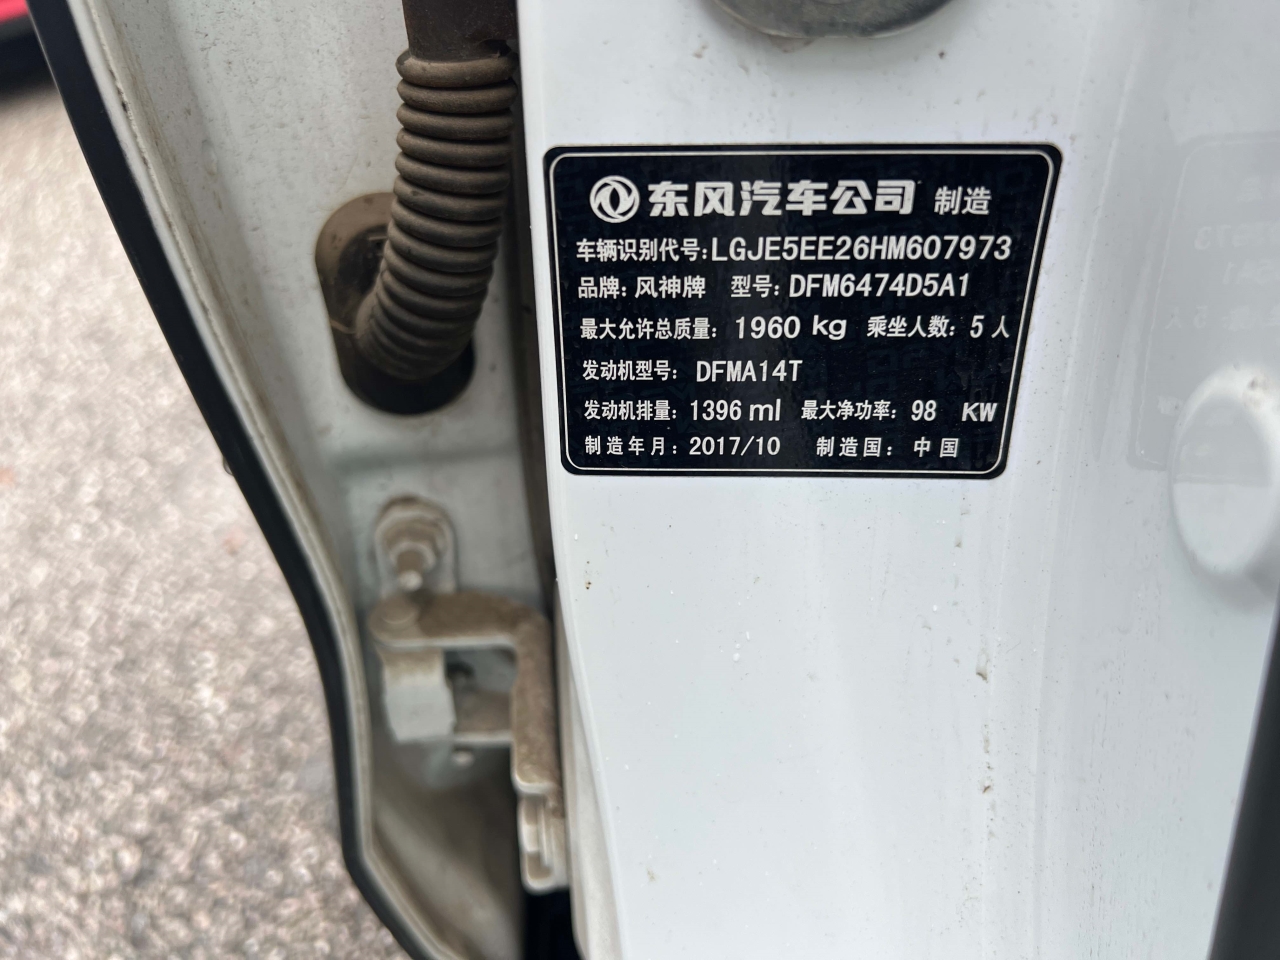 东风汽车公司 制造
车辆识别代号:LGJE5EE26HM607973
品牌: 风神牌 型号: DFM6474D5A1
最大允许总质量: 1960 kg 乘坐人数: 5 人
发动机型号: DFMA14T
发动机排量: 1396 ml 最大净功率: 98 KW
制造年月: 2017/10 制造国: 中国